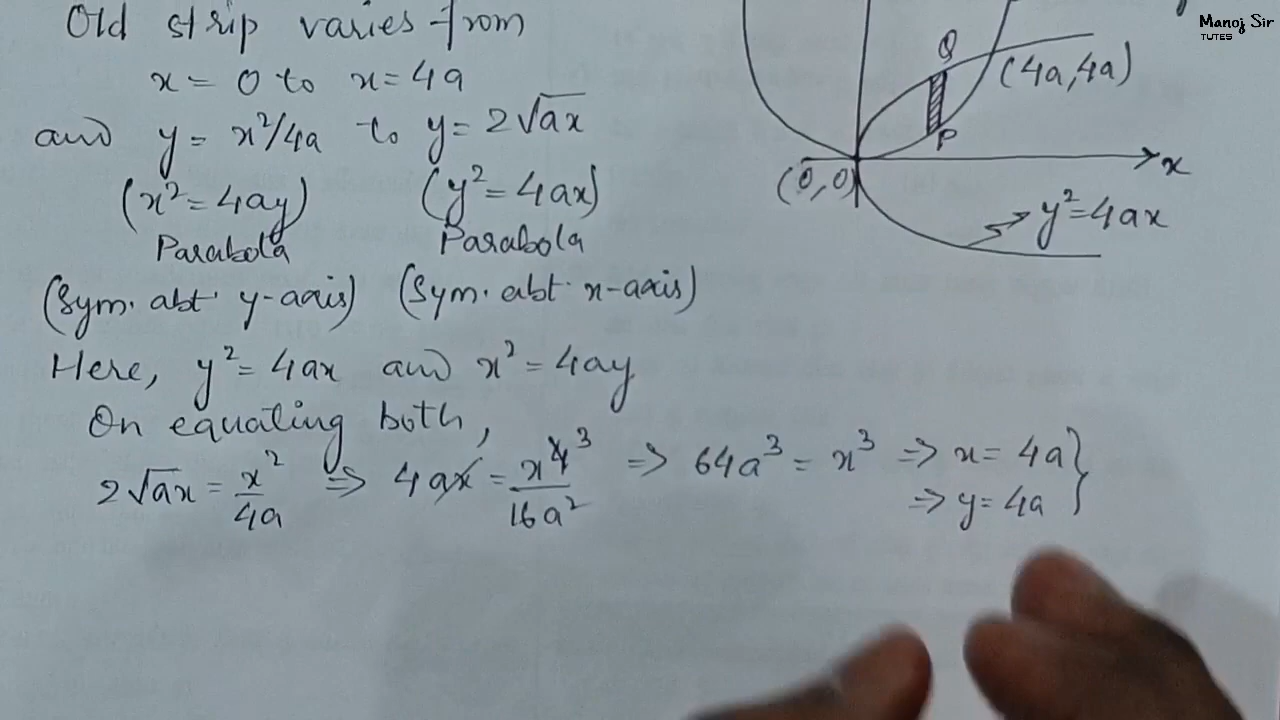 Old strip varies from
x = 0 to x = 4a
and y = x²/4a to y = 2√ax
(x² = 4ay) (y² = 4ax)
Parabola Parabola
(Sym. abt. y-axis) (Sym. abt. x-axis)
Here, y² = 4ax and x² = 4ay
On equating both,
2√ax = x²/4a => 4ax = x⁴ ³/16a² => 64a³ = x³ => x = 4a }
=> y = 4a
Manoj Sir
TUTES
Q
(4a, 4a)
P
x
(0, 0)
y² = 4ax